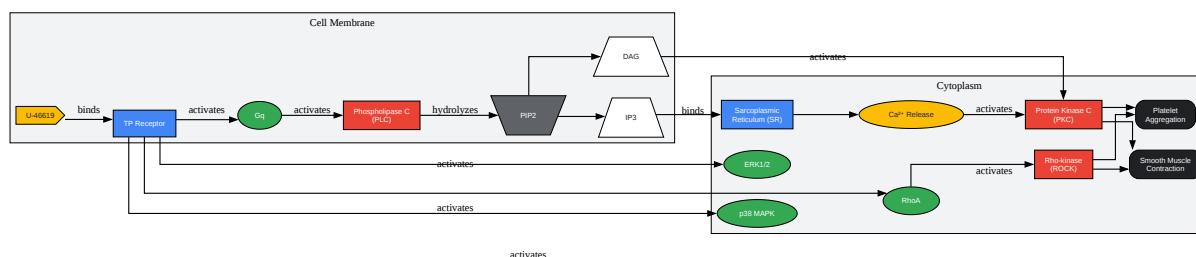 Cell Membrane
DAG
activates
Cytoplasm
U-46619
binds
TP Receptor
activates
Gq
activates
Phospholipase C
(PLC)
hydrolyzes
PIP2
IP3
binds
Sarcoplasmic
Reticulum (SR)
Ca²⁺ Release
activates
Protein Kinase C
(PKC)
Platelet
Aggregation
activates
ERK1/2
activates
Rho-kinase
(ROCK)
Smooth Muscle
Contraction
RhoA
activates
p38 MAPK
activates